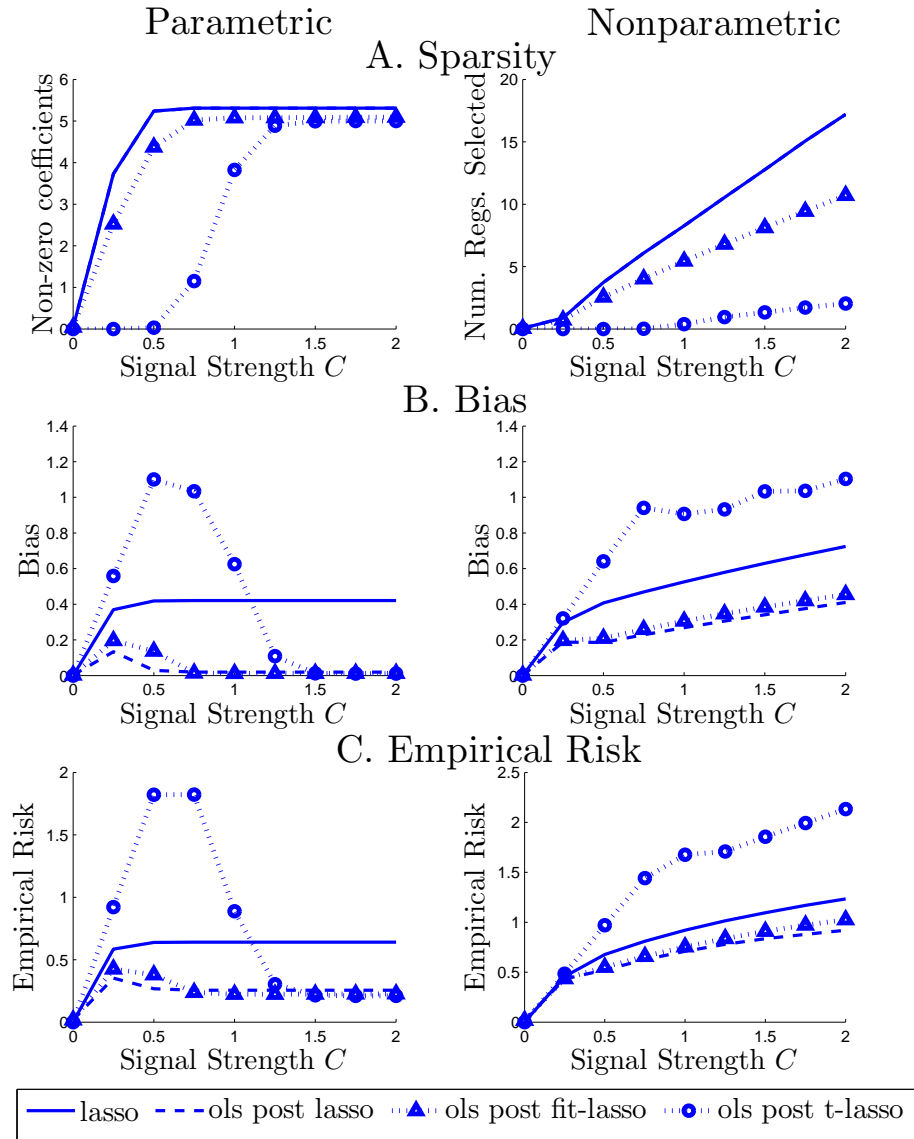 Parametric
Nonparametric
A. Sparsity
Non-zero coefficients
6
5
4
3
2
1
0
0 0.5 1 1.5 2
Signal Strength C
Num. Regs. Selected
20
15
10
5
0
0 0.5 1 1.5 2
Signal Strength C
B. Bias
Bias
1.4
1.2
1
0.8
0.6
0.4
0.2
0
0 0.5 1 1.5 2
Signal Strength C
Bias
1.4
1.2
1
0.8
0.6
0.4
0.2
0
0 0.5 1 1.5 2
Signal Strength C
C. Empirical Risk
Empirical Risk
2
1.5
1
0.5
0
0 0.5 1 1.5 2
Signal Strength C
Empirical Risk
2.5
2
1.5
1
0.5
0
0 0.5 1 1.5 2
Signal Strength C
lasso ols post lasso ols post fit-lasso ols post t-lasso